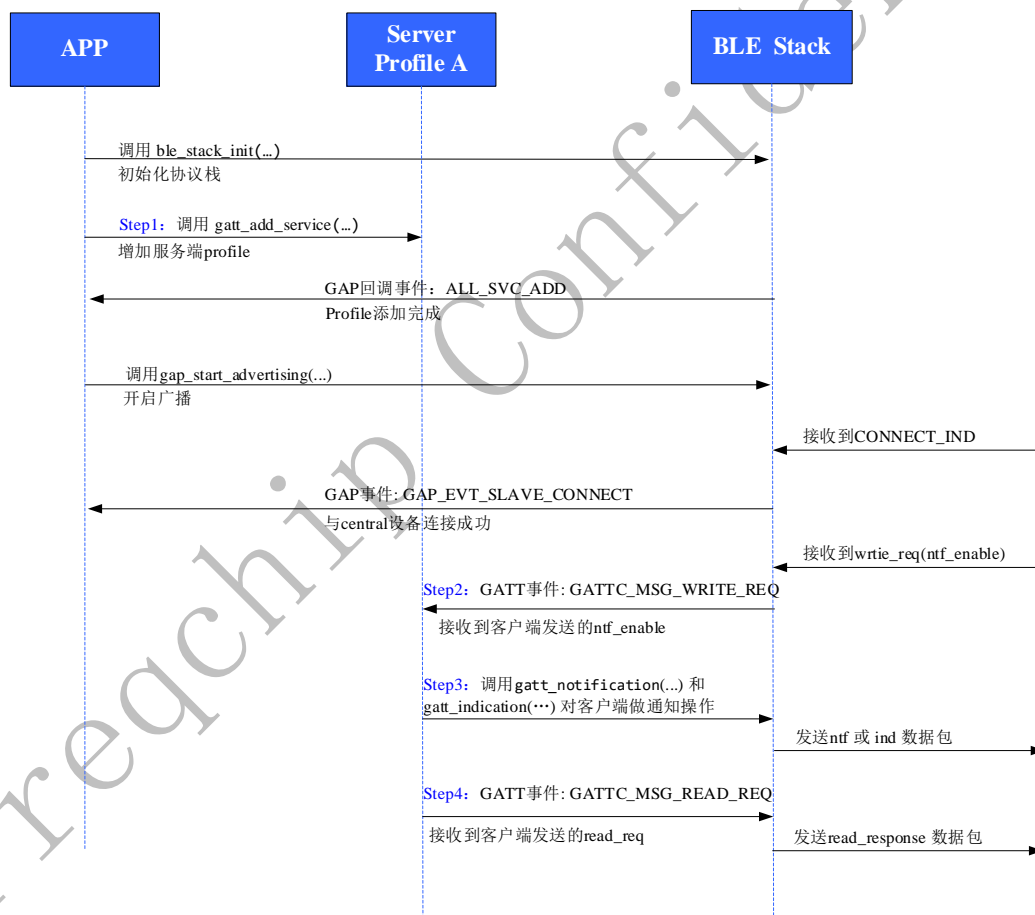 APP
Server
Profile A
BLE Stack
调用 ble_stack_init(…)
初始化协议栈
Step1：调用 gatt_add_service(…)
增加服务端profile
GAP回调事件：ALL_SVC_ADD
Profile添加完成
调用gap_start_advertising(...)
开启广播
接收到CONNECT_IND
GAP事件: GAP_EVT_SLAVE_CONNECT
与central设备连接成功
接收到wrtie_req(ntf_enable)
Step2：GATT事件: GATTC_MSG_WRITE_REQ
接收到客户端发送的ntf_enable
Step3：调用gatt_notification(...) 和
gatt_indication(…) 对客户端做通知操作
发送ntf 或 ind 数据包
Step4：GATT事件: GATTC_MSG_READ_REQ
接收到客户端发送的read_req
发送read_response 数据包
reqchip Confide